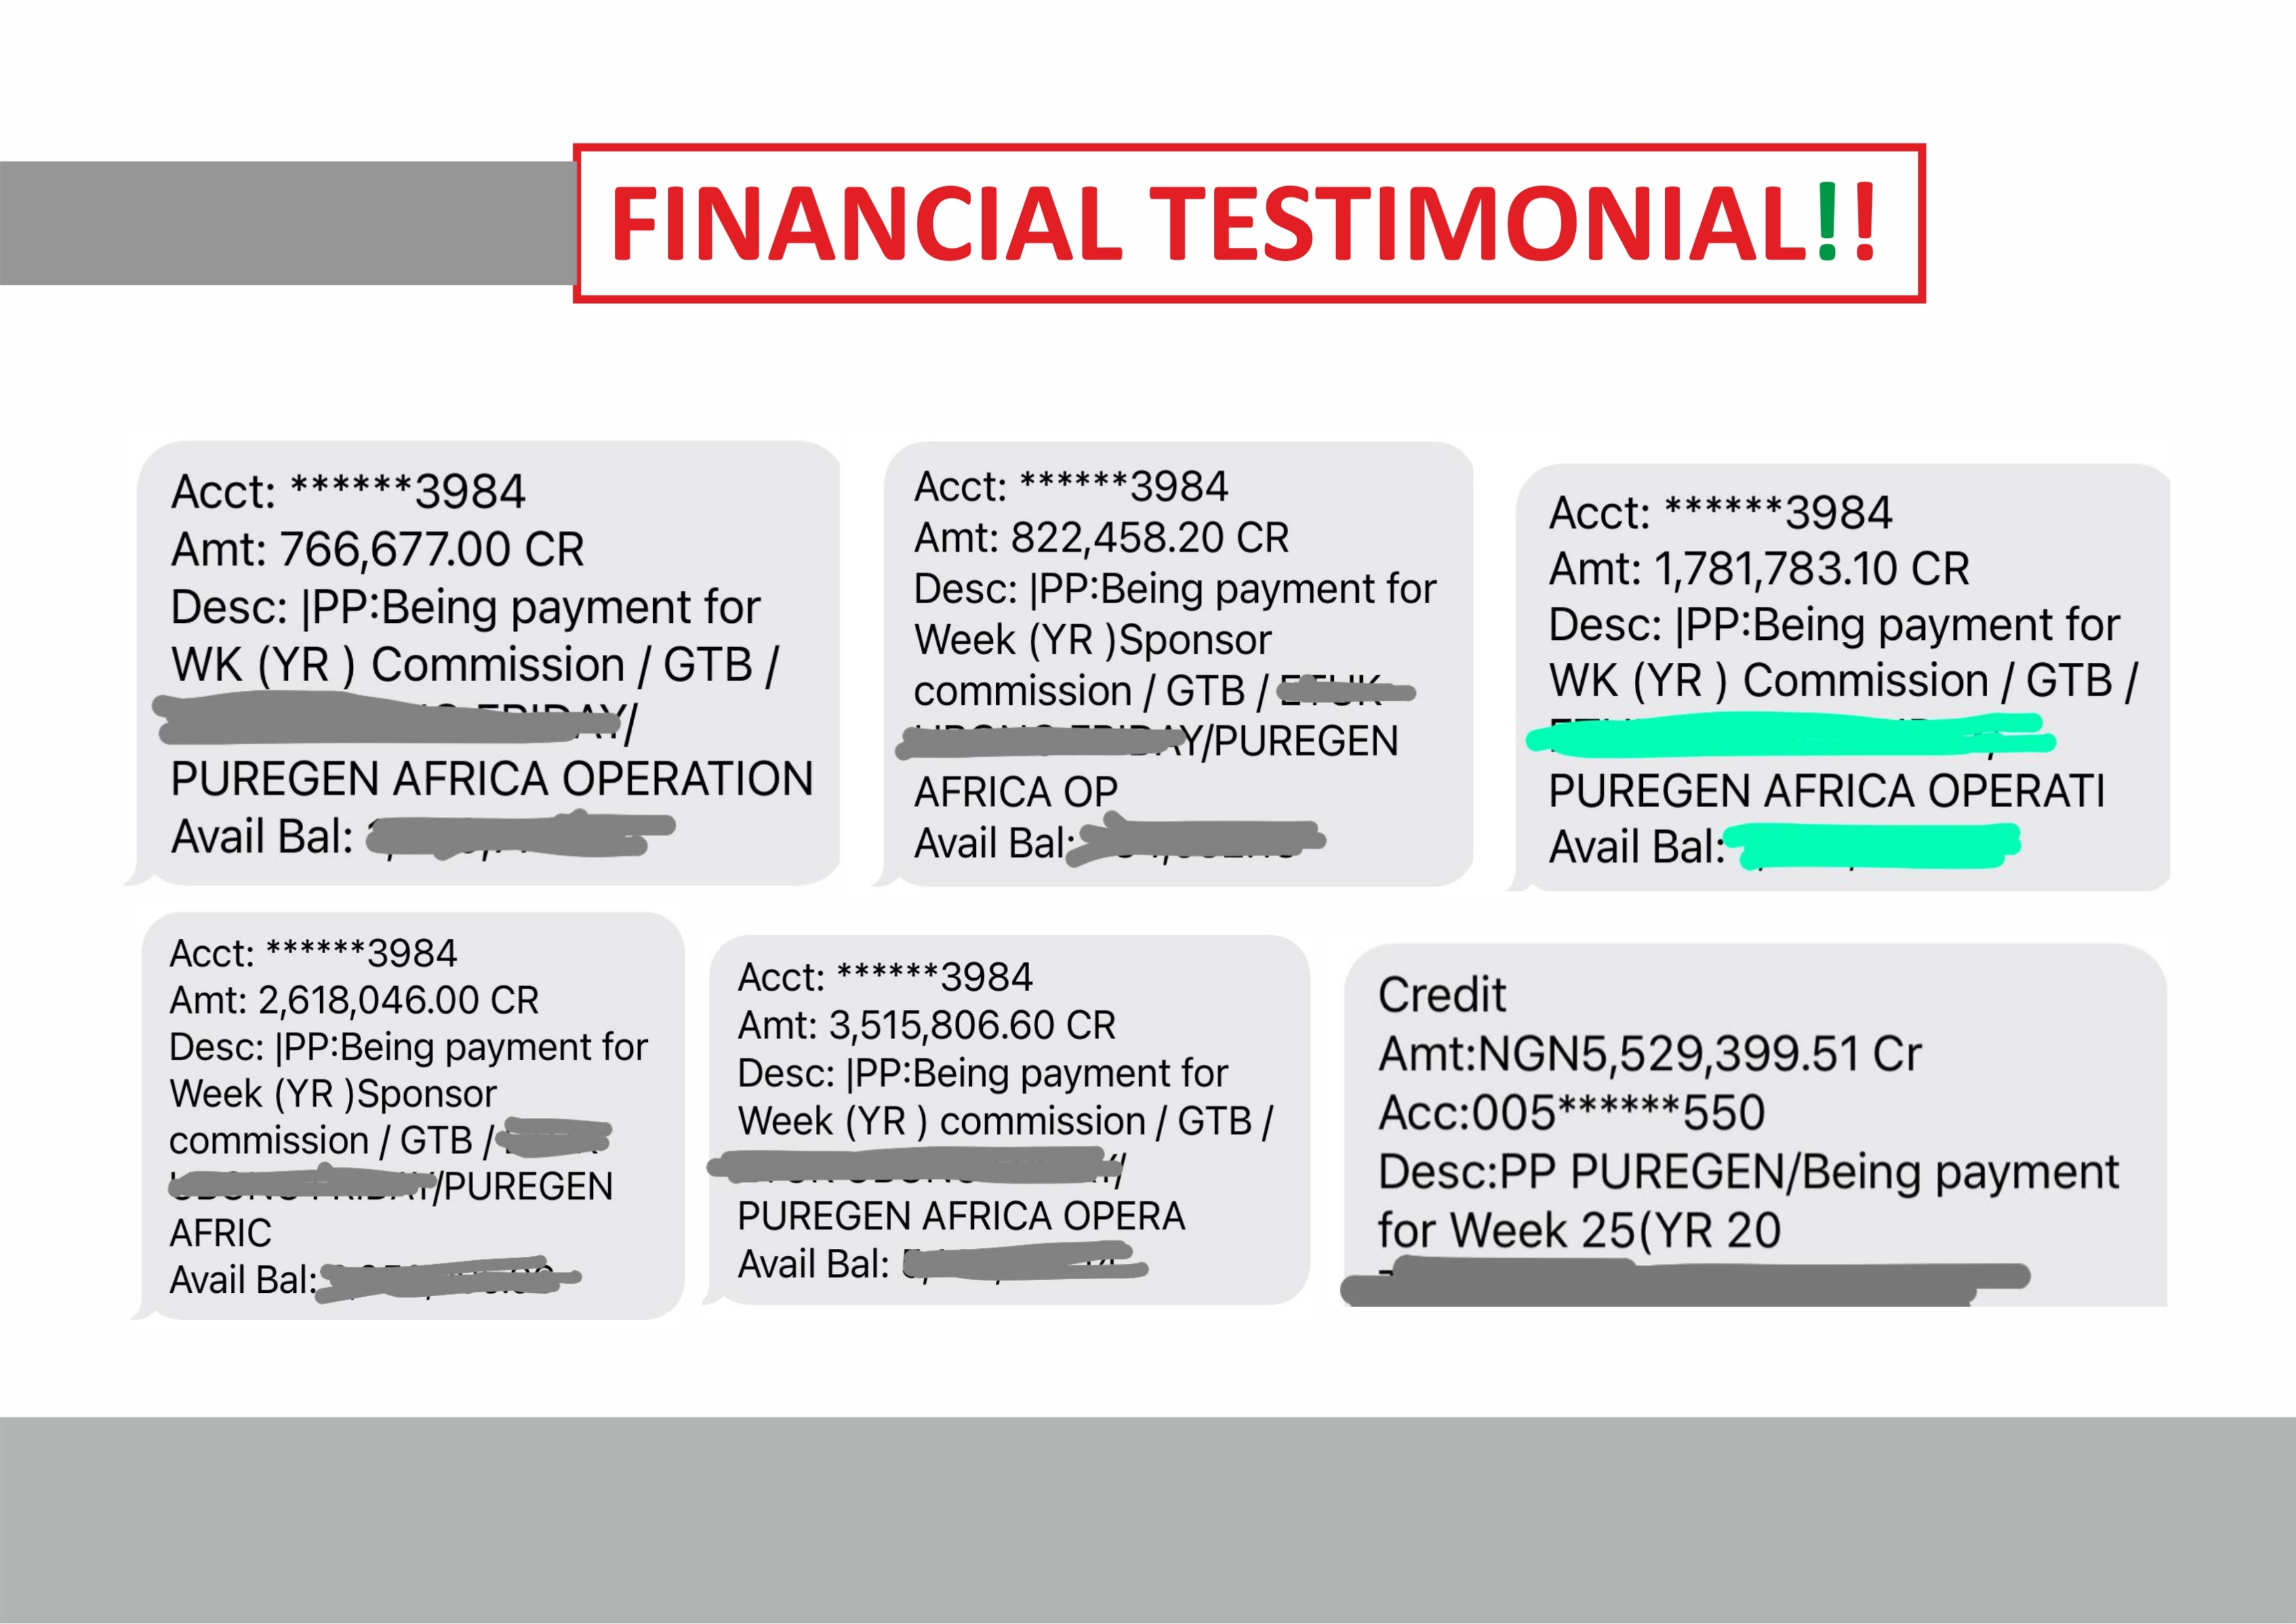 FINANCIAL TESTIMONIAL!!
Acct: ******3984
Amt: 766,677.00 CR
Desc: |PP:Being payment for
WK (YR ) Commission / GTB /
/
PUREGEN AFRICA OPERATION
Avail Bal:
Acct: ******3984
Amt: 822,458.20 CR
Desc: |PP:Being payment for
Week (YR )Sponsor
commission / GTB /
/PUREGEN
AFRICA OP
Avail Bal:
Acct: ******3984
Amt: 1,781,783.10 CR
Desc: |PP:Being payment for
WK (YR ) Commission / GTB /
PUREGEN AFRICA OPERATI
Avail Bal:
Acct: ******3984
Amt: 2,618,046.00 CR
Desc: |PP:Being payment for
Week (YR )Sponsor
commission / GTB /
/PUREGEN
AFRIC
Avail Bal:
Acct: ******3984
Amt: 3,515,806.60 CR
Desc: |PP:Being payment for
Week (YR ) commission / GTB /
/
PUREGEN AFRICA OPERA
Avail Bal:
Credit
Amt:NGN5,529,399.51 Cr
Acc:005******550
Desc:PP PUREGEN/Being payment
for Week 25(YR 20